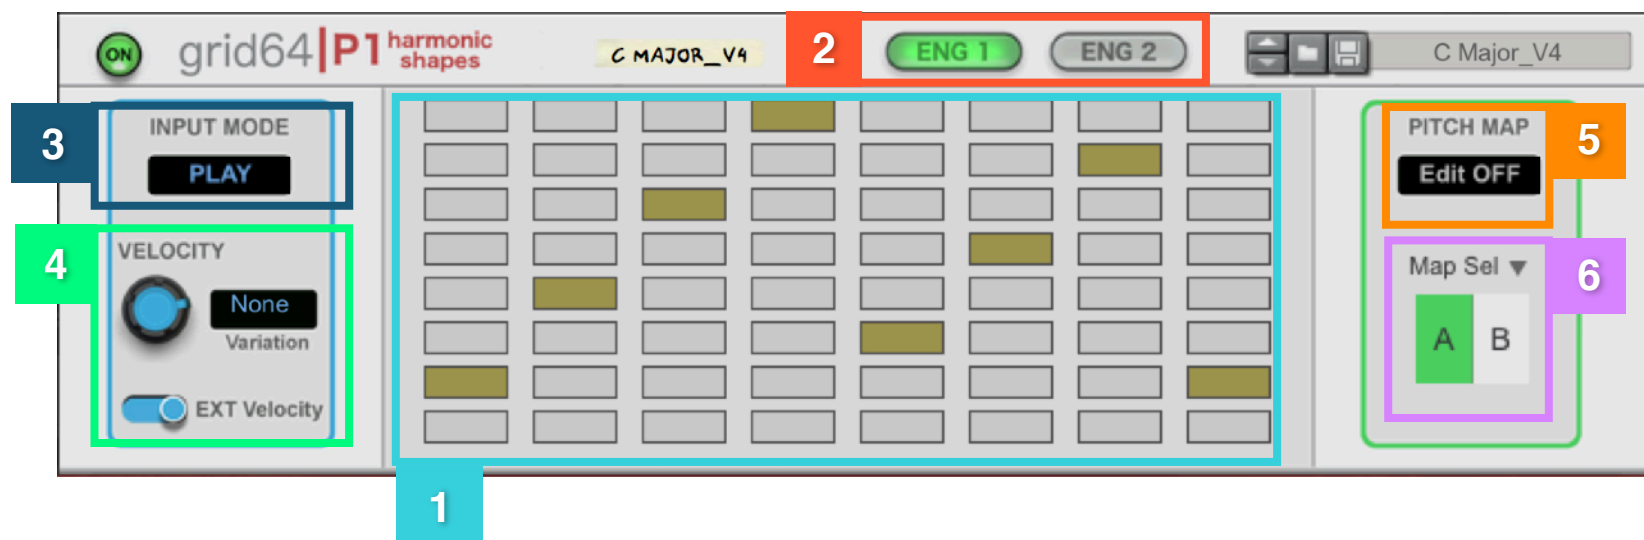 ON
grid64|P1 harmonic shapes
C MAJOR_V4
2
ENG 1
ENG 2
C Major_V4
3
INPUT MODE
PLAY
4
VELOCITY
None
Variation
EXT Velocity
1
PITCH MAP
Edit OFF
5
Map Sel ▼
A B
6